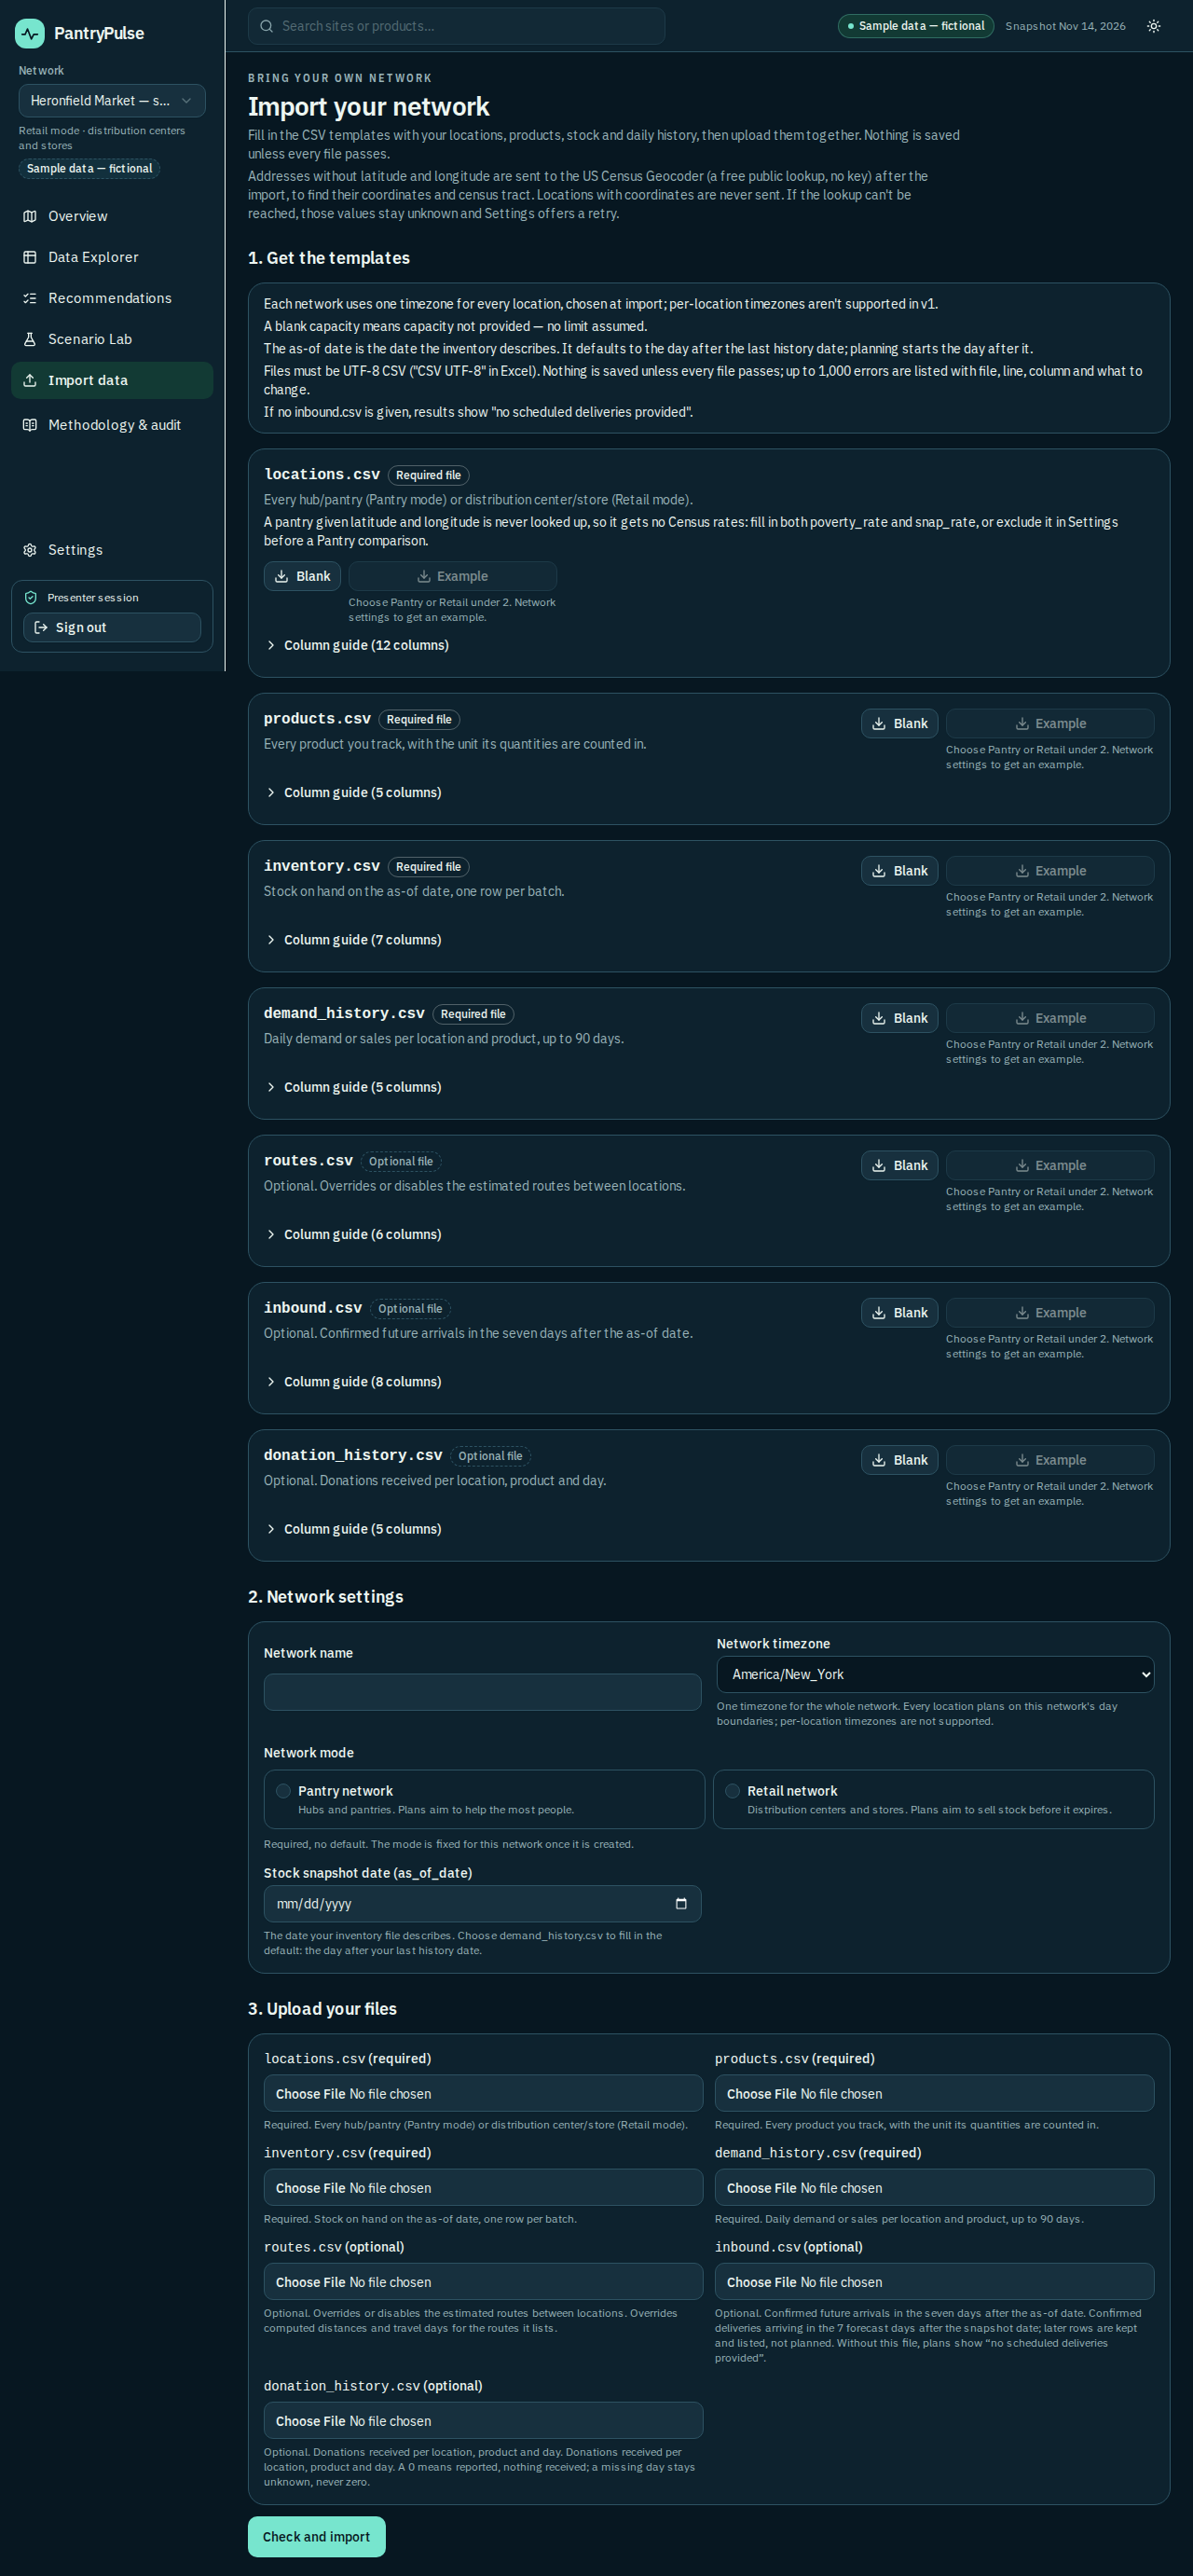 PantryPulse
Network
Heronfield Market — s...
Retail mode · distribution centers
and stores
Sample data — fictional
Overview
Data Explorer
Recommendations
Scenario Lab
Import data
Methodology & audit
Settings
Presenter session
Sign out
Search sites or products...
Sample data — fictional
Snapshot Nov 14, 2026
BRING YOUR OWN NETWORK
Import your network
Fill in the CSV templates with your locations, products, stock and daily history, then upload them together. Nothing is saved
unless every file passes.
Addresses without latitude and longitude are sent to the US Census Geocoder (a free public lookup, no key) after the
import, to find their coordinates and census tract. Locations with coordinates are never sent. If the lookup can't be
reached, those values stay unknown and Settings offers a retry.
1. Get the templates
Each network uses one timezone for every location, chosen at import; per-location timezones aren't supported in v1.
A blank capacity means capacity not provided — no limit assumed.
The as-of date is the date the inventory describes. It defaults to the day after the last history date; planning starts the day after it.
Files must be UTF-8 CSV ("CSV UTF-8" in Excel). Nothing is saved unless every file passes; up to 1,000 errors are listed with file, line, column and what to
change.
If no inbound.csv is given, results show "no scheduled deliveries provided".
locations.csv Required file
Every hub/pantry (Pantry mode) or distribution center/store (Retail mode).
A pantry given latitude and longitude is never looked up, so it gets no Census rates: fill in both poverty_rate and snap_rate, or exclude it in Settings
before a Pantry comparison.
Blank Example
Choose Pantry or Retail under 2. Network
settings to get an example.
Column guide (12 columns)
products.csv Required file Blank Example
Every product you track, with the unit its quantities are counted in.
Choose Pantry or Retail under 2. Network
settings to get an example.
Column guide (5 columns)
inventory.csv Required file Blank Example
Stock on hand on the as-of date, one row per batch.
Choose Pantry or Retail under 2. Network
settings to get an example.
Column guide (7 columns)
demand_history.csv Required file Blank Example
Daily demand or sales per location and product, up to 90 days.
Choose Pantry or Retail under 2. Network
settings to get an example.
Column guide (5 columns)
routes.csv Optional file Blank Example
Optional. Overrides or disables the estimated routes between locations.
Choose Pantry or Retail under 2. Network
settings to get an example.
Column guide (6 columns)
inbound.csv Optional file Blank Example
Optional. Confirmed future arrivals in the seven days after the as-of date.
Choose Pantry or Retail under 2. Network
settings to get an example.
Column guide (8 columns)
donation_history.csv Optional file Blank Example
Optional. Donations received per location, product and day.
Choose Pantry or Retail under 2. Network
settings to get an example.
Column guide (5 columns)
2. Network settings
Network name
Network timezone
America/New_York
One timezone for the whole network. Every location plans on this network's day
boundaries; per-location timezones are not supported.
Network mode
Pantry network
Hubs and pantries. Plans aim to help the most people.
Retail network
Distribution centers and stores. Plans aim to sell stock before it expires.
Required, no default. The mode is fixed for this network once it is created.
Stock snapshot date (as_of_date)
mm/dd/yyyy
The date your inventory file describes. Choose demand_history.csv to fill in the
default: the day after your last history date.
3. Upload your files
locations.csv (required)
Choose File No file chosen
Required. Every hub/pantry (Pantry mode) or distribution center/store (Retail mode).
products.csv (required)
Choose File No file chosen
Required. Every product you track, with the unit its quantities are counted in.
inventory.csv (required)
Choose File No file chosen
Required. Stock on hand on the as-of date, one row per batch.
demand_history.csv (required)
Choose File No file chosen
Required. Daily demand or sales per location and product, up to 90 days.
routes.csv (optional)
Choose File No file chosen
Optional. Overrides or disables the estimated routes between locations. Overrides
computed distances and travel days for the routes it lists.
inbound.csv (optional)
Choose File No file chosen
Optional. Confirmed future arrivals in the seven days after the as-of date. Confirmed
deliveries arriving in the 7 forecast days after the snapshot date; later rows are kept
and listed, not planned. Without this file, plans show “no scheduled deliveries
provided”.
donation_history.csv (optional)
Choose File No file chosen
Optional. Donations received per location, product and day. Donations received per
location, product and day. A 0 means reported, nothing received; a missing day stays
unknown, never zero.
Check and import